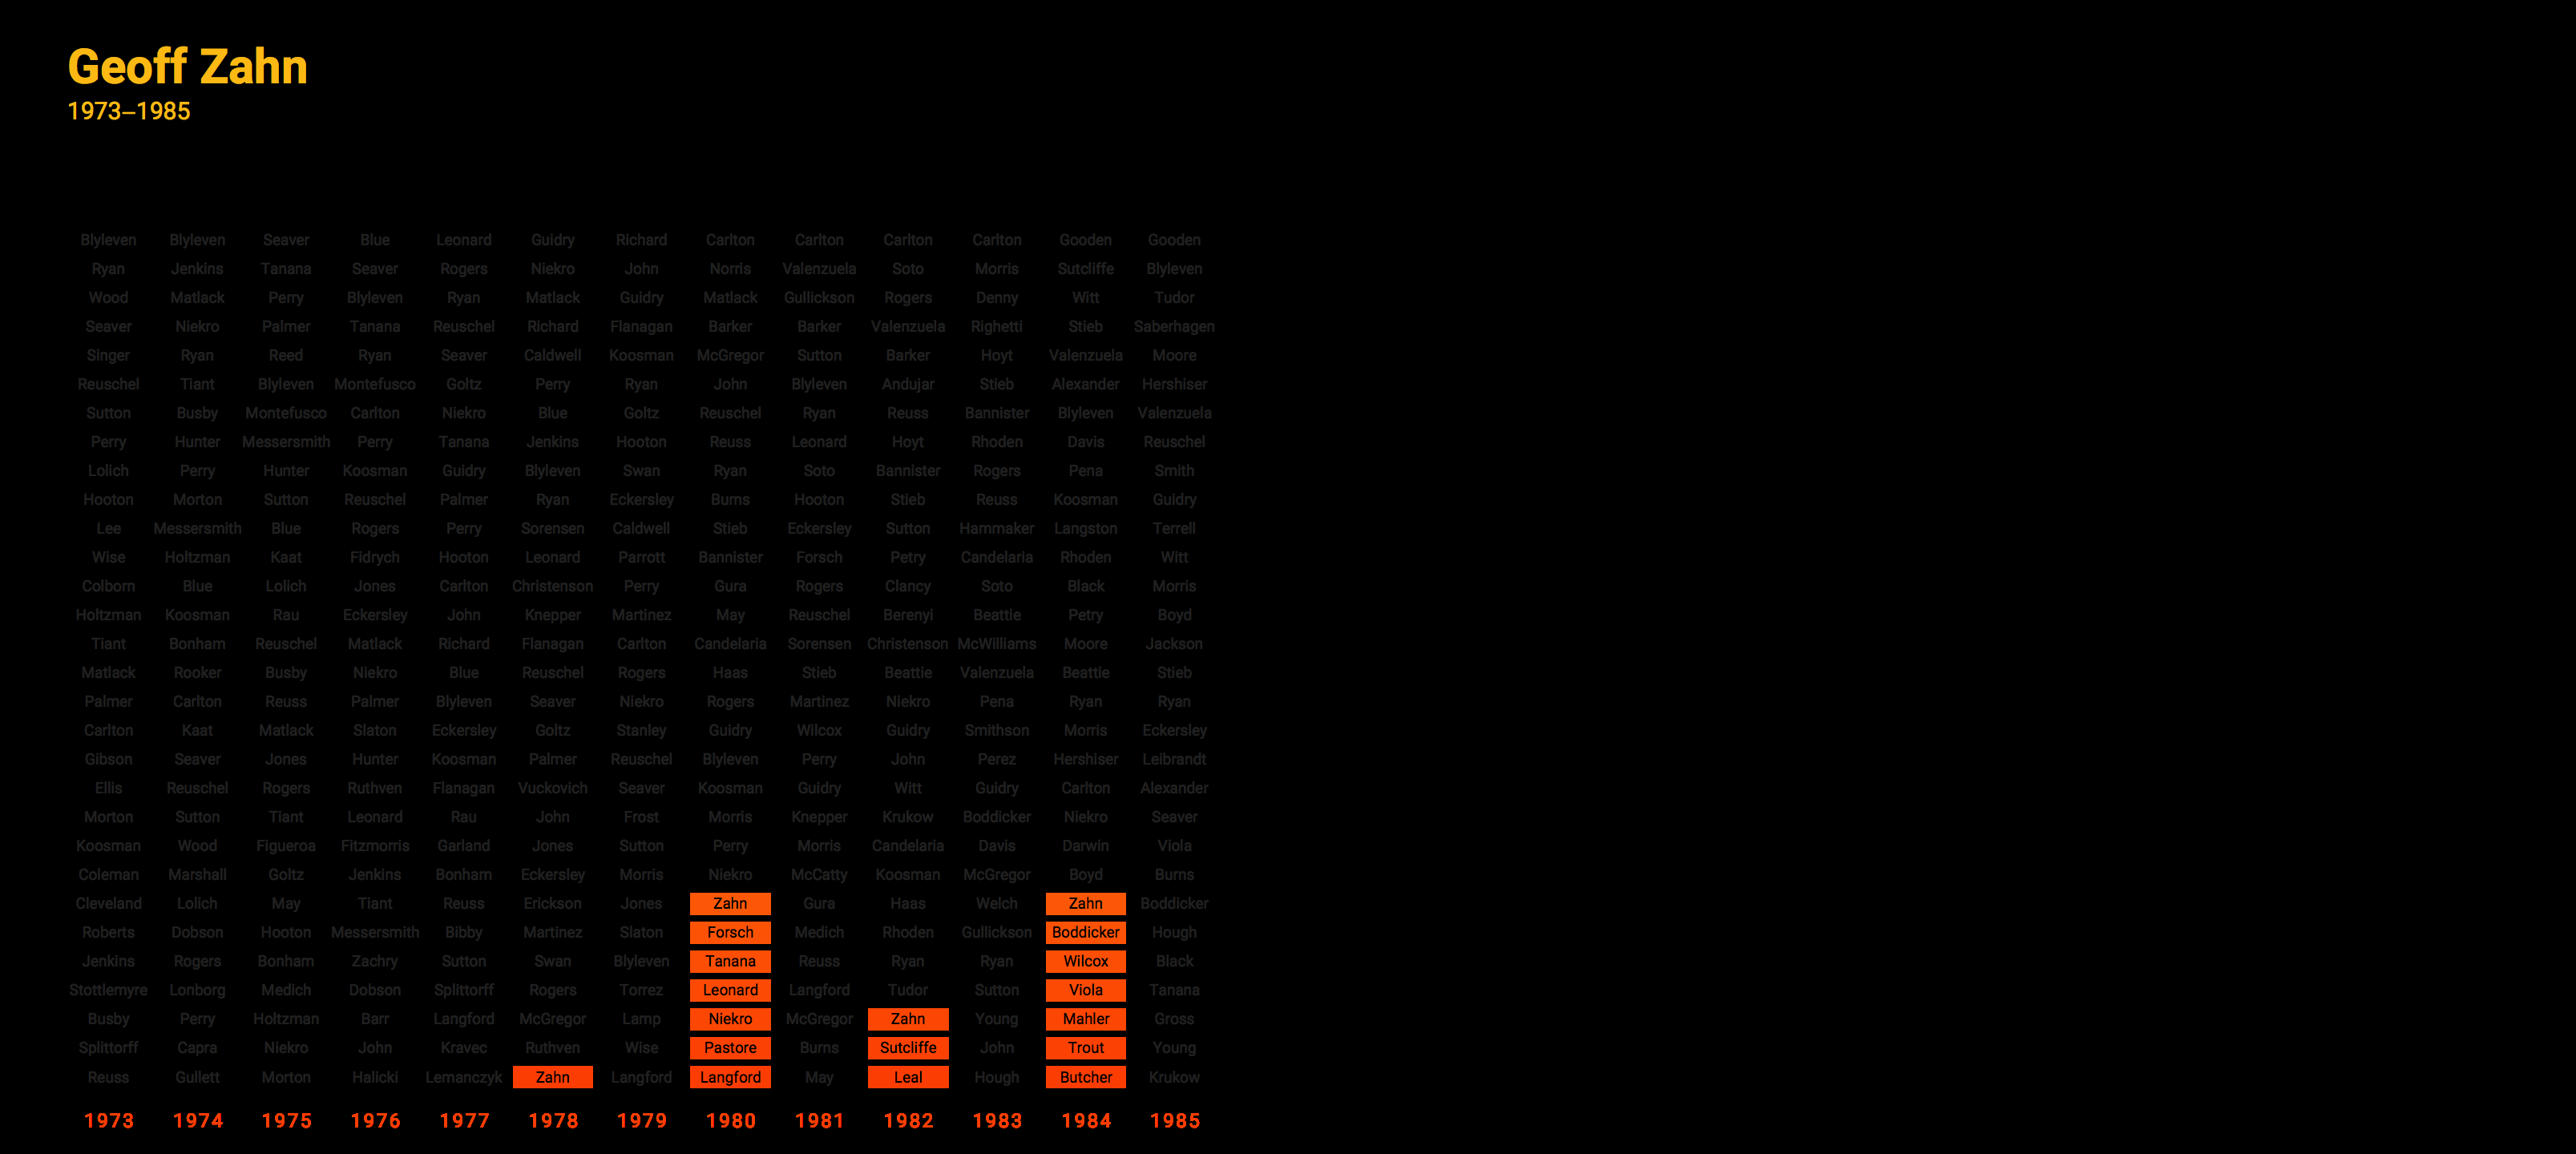 Geoff Zahn
1973–1985
Blyleven Blyleven Seaver Blue Leonard Guidry Richard Carlton Carlton Carlton Carlton Gooden Gooden
Ryan Jenkins Tanana Seaver Rogers Niekro John Norris Valenzuela Soto Morris Sutcliffe Blyleven
Wood Matlack Perry Blyleven Ryan Matlack Guidry Matlack Gullickson Rogers Denny Witt Tudor
Seaver Niekro Palmer Tanana Reuschel Richard Flanagan Barker Barker Valenzuela Righetti Stieb Saberhagen
Singer Ryan Reed Ryan Seaver Caldwell Koosman McGregor Sutton Barker Hoyt Valenzuela Moore
Reuschel Tiant Blyleven Montefusco Goltz Perry Ryan John Blyleven Andujar Stieb Alexander Hershiser
Sutton Busby Montefusco Carlton Niekro Blue Goltz Reuschel Ryan Reuss Bannister Blyleven Valenzuela
Perry Hunter Messersmith Perry Tanana Jenkins Hooton Reuss Leonard Hoyt Rhoden Davis Reuschel
Lolich Perry Hunter Koosman Guidry Blyleven Swan Ryan Soto Bannister Rogers Pena Smith
Hooton Morton Sutton Reuschel Palmer Ryan Eckersley Burns Hooton Stieb Reuss Koosman Guidry
Lee Messersmith Blue Rogers Perry Sorensen Caldwell Stieb Eckersley Sutton Hammaker Langston Terrell
Wise Holtzman Kaat Fidrych Hooton Leonard Parrott Bannister Forsch Petry Candelaria Rhoden Witt
Colborn Blue Lolich Jones Carlton Christenson Perry Gura Rogers Clancy Soto Black Morris
Holtzman Koosman Rau Eckersley John Knepper Martinez May Reuschel Berenyi Beattie Petry Boyd
Tiant Bonham Reuschel Matlack Richard Flanagan Carlton Candelaria Sorensen Christenson McWilliams Moore Jackson
Matlack Rooker Busby Niekro Blue Reuschel Rogers Haas Stieb Beattie Valenzuela Beattie Stieb
Palmer Carlton Reuss Palmer Blyleven Seaver Niekro Rogers Martinez Niekro Pena Ryan Ryan
Carlton Kaat Matlack Slaton Eckersley Goltz Stanley Guidry Wilcox Guidry Smithson Morris Eckersley
Gibson Seaver Jones Hunter Koosman Palmer Reuschel Blyleven Perry John Perez Hershiser Leibrandt
Ellis Reuschel Rogers Ruthven Flanagan Vuckovich Seaver Koosman Guidry Witt Guidry Carlton Alexander
Morton Sutton Tiant Leonard Rau John Frost Morris Knepper Krukow Boddicker Niekro Seaver
Koosman Wood Figueroa Fitzmorris Garland Jones Sutton Perry Morris Candelaria Davis Darwin Viola
Coleman Marshall Goltz Jenkins Bonham Eckersley Morris Niekro McCatty Koosman McGregor Boyd Burns
Cleveland Lolich May Tiant Reuss Erickson Jones Zahn Gura Haas Welch Zahn Boddicker
Roberts Dobson Hooton Messersmith Bibby Martinez Slaton Forsch Medich Rhoden Gullickson Boddicker Hough
Jenkins Rogers Bonham Zachry Sutton Swan Blyleven Tanana Reuss Ryan Ryan Wilcox Black
Stottlemyre Lonborg Medich Dobson Splittorff Rogers Torrez Leonard Langford Tudor Sutton Viola Tanana
Busby Perry Holtzman Barr Langford McGregor Lamp Niekro McGregor Zahn Young Mahler Gross
Splittorff Capra Niekro John Kravec Ruthven Wise Pastore Burns Sutcliffe John Trout Young
Reuss Gullett Morton Halicki Lemanczyk Zahn Langford Langford May Leal Hough Butcher Krukow
1973 1974 1975 1976 1977 1978 1979 1980 1981 1982 1983 1984 1985